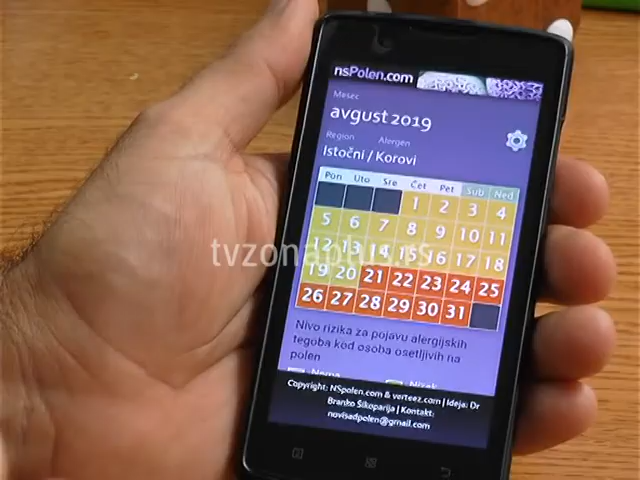 nsPolen.com
Mesec
avgust 2019
Region Alergen
Istočni / Korovi
Pon Uto Sre Čet Pet Sub Ned
1 2 3 4
5 6 7 8 9 10 11
12 13 14 15 16 17 18
19 20 21 22 23 24 25
26 27 28 29 30 31
tvzonaplus.rs
Nivo rizika za pojavu alergijskih
tegoba kod osoba osetljivih na
polen
Nema Nizak
Copyright: NSpolen.com & verteez.com | Ideja: Dr
Branko Šikoparija | Kontakt:
novisadpolen@gmail.com